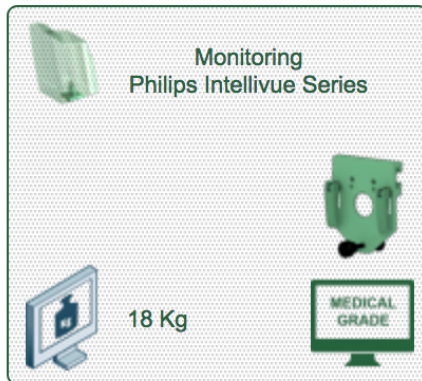 Monitoring
Philips Intellivue Series
18 Kg
MEDICAL
GRADE